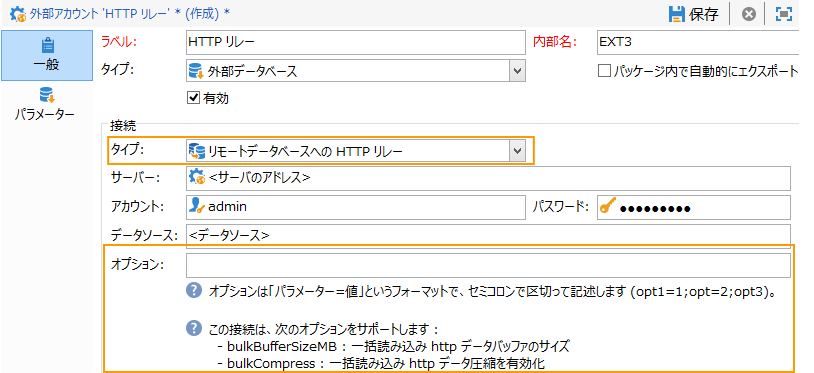 外部アカウント 'HTTP リレー' * (作成) *
保存
一般
パラメーター
ラベル: HTTP リレー 内部名: EXT3
タイプ: 外部データベース パッケージ内で自動的にエクスポート
有効
接続
タイプ: リモートデータベースへの HTTP リレー
サーバー: <サーバのアドレス>
アカウント: admin パスワード: ●●●●●●●●●
データソース: <データソース>
オプション:
オプションは「パラメーター=値」というフォーマットで、セミコロンで区切って記述します (opt1=1;opt=2;opt3)。
この接続は、次のオプションをサポートします :
- bulkBufferSizeMB : 一括読み込み http データバッファのサイズ
- bulkCompress : 一括読み込み http データ圧縮を有効化